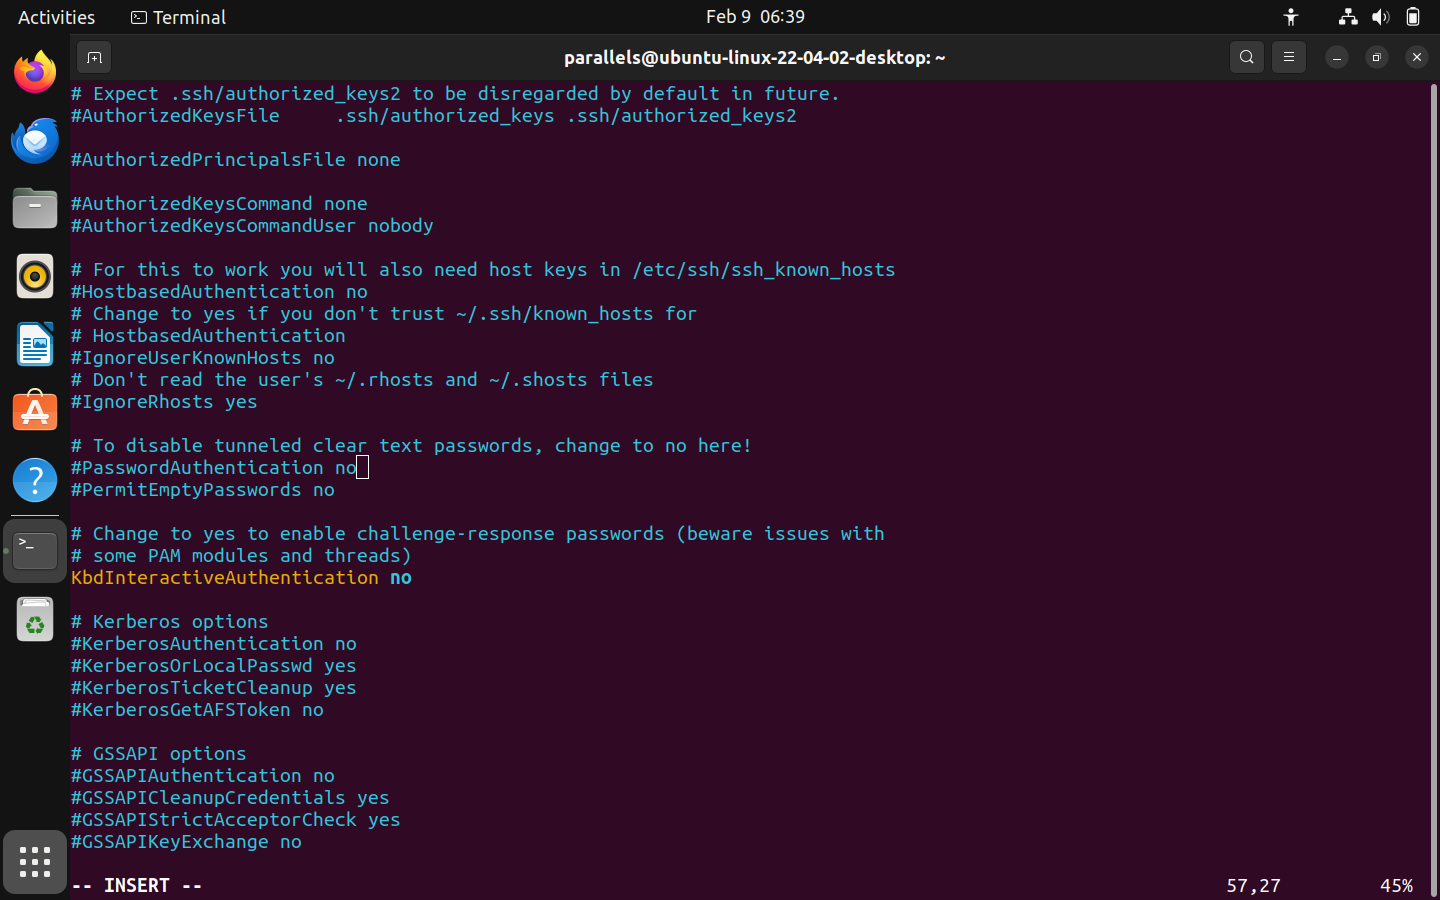 Activities
Terminal
Feb 9 06:39
parallels@ubuntu-linux-22-04-02-desktop: ~
# Expect .ssh/authorized_keys2 to be disregarded by default in future.
#AuthorizedKeysFile     .ssh/authorized_keys .ssh/authorized_keys2
#AuthorizedPrincipalsFile none
#AuthorizedKeysCommand none
#AuthorizedKeysCommandUser nobody
# For this to work you will also need host keys in /etc/ssh/ssh_known_hosts
#HostbasedAuthentication no
# Change to yes if you don't trust ~/.ssh/known_hosts for
# HostbasedAuthentication
#IgnoreUserKnownHosts no
# Don't read the user's ~/.rhosts and ~/.shosts files
#IgnoreRhosts yes
# To disable tunneled clear text passwords, change to no here!
#PasswordAuthentication no
#PermitEmptyPasswords no
# Change to yes to enable challenge-response passwords (beware issues with
# some PAM modules and threads)
KbdInteractiveAuthentication no
# Kerberos options
#KerberosAuthentication no
#KerberosOrLocalPasswd yes
#KerberosTicketCleanup yes
#KerberosGetAFSToken no
# GSSAPI options
#GSSAPIAuthentication no
#GSSAPICleanupCredentials yes
#GSSAPIStrictAcceptorCheck yes
#GSSAPIKeyExchange no
-- INSERT --
57,27
45%